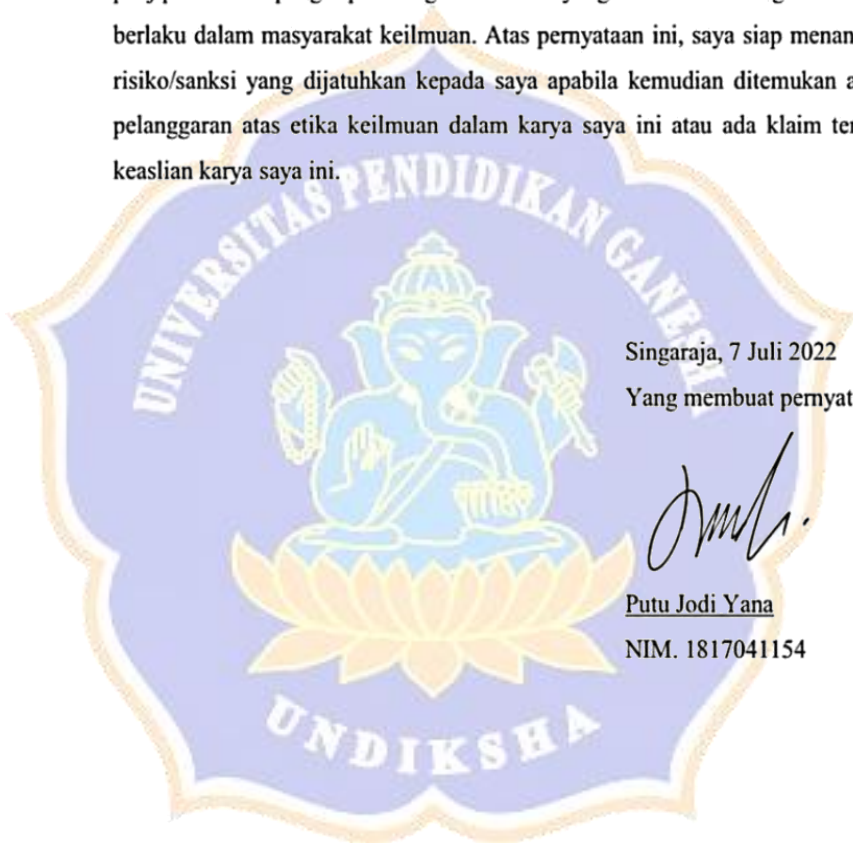 berlaku dalam masyarakat keilmuan. Atas pernyataan ini, saya siap menan
risiko/sanksi yang dijatuhkan kepada saya apabila kemudian ditemukan a
pelanggaran atas etika keilmuan dalam karya saya ini atau ada klaim ter
keaslian karya saya ini.
UNIVERSITAS PENDIDIKAN GANESHA
Singaraja, 7 Juli 2022
Yang membuat pernyat
Putu Jodi Yana
NIM. 1817041154
UNDIKSHA